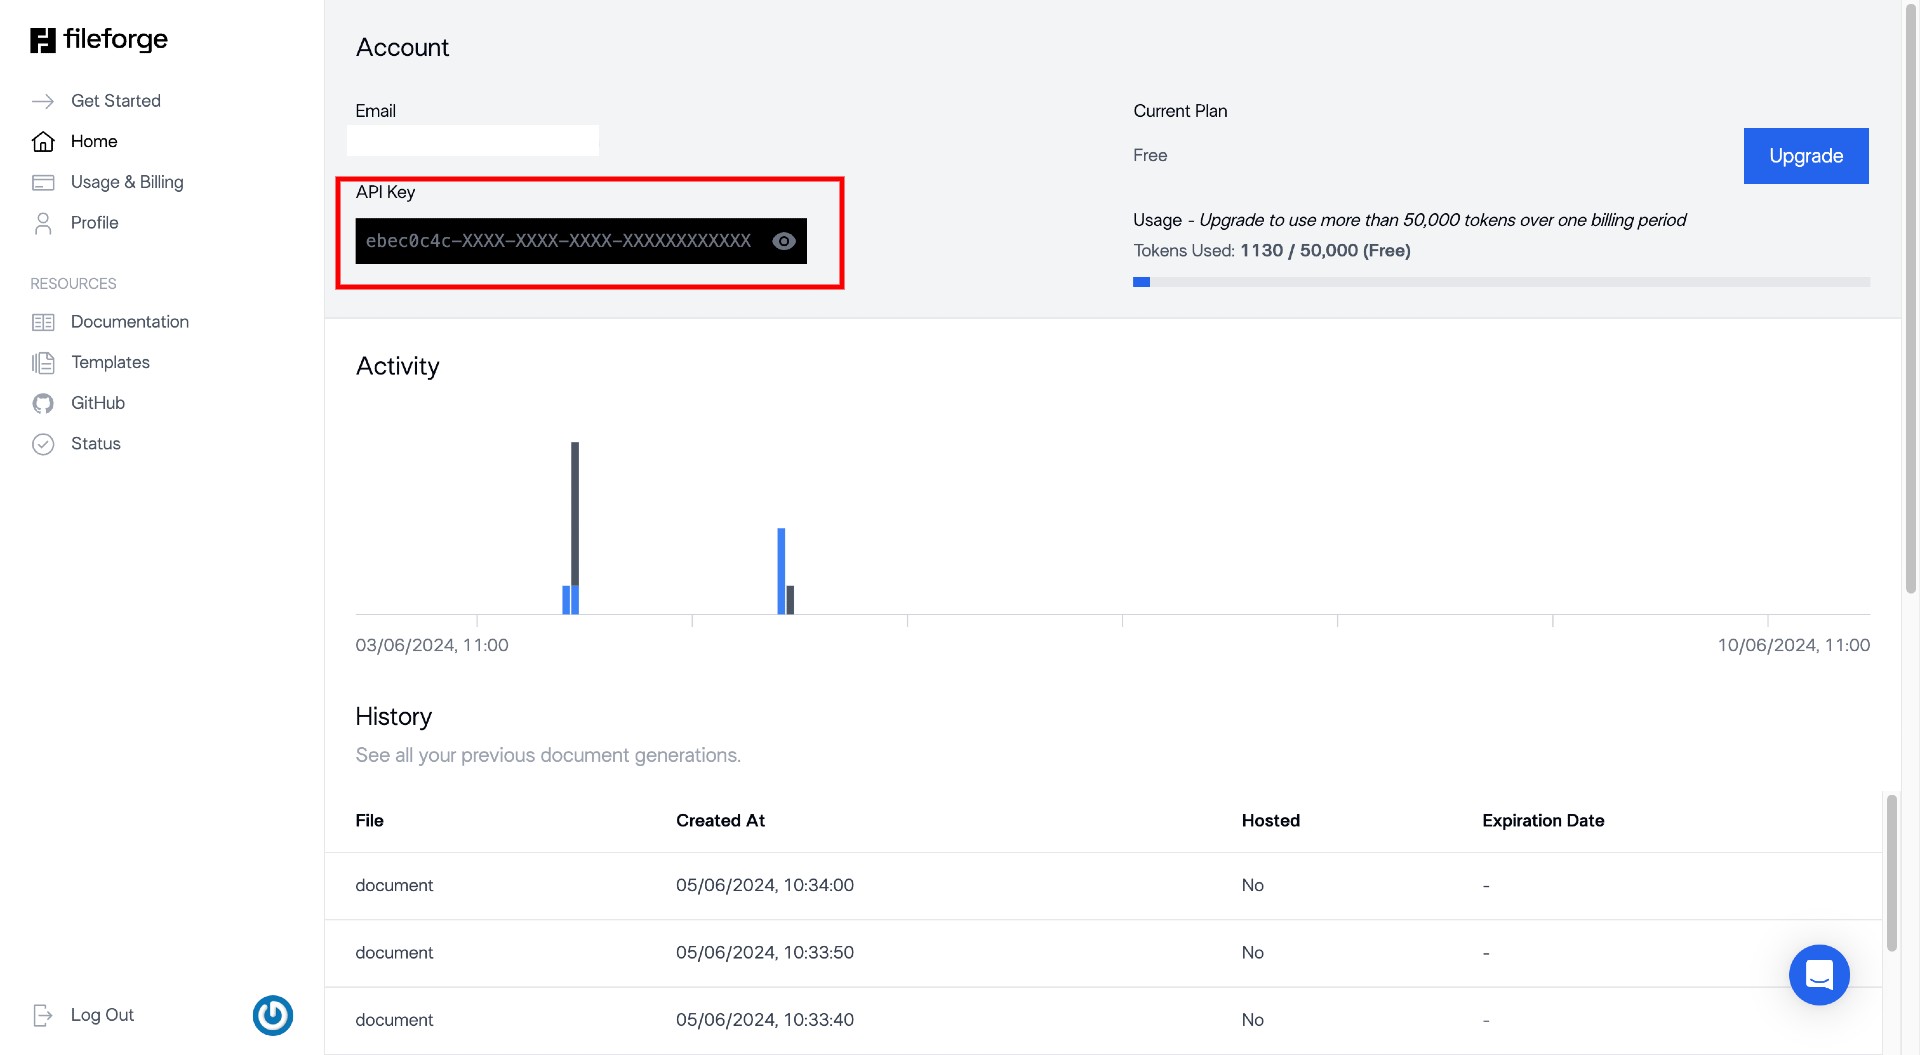 fileforge
Get Started
Home
Usage & Billing
Profile
RESOURCES
Documentation
Templates
GitHub
Status
Log Out
Account
Email
API Key
ebec0c4c-XXXX-XXXX-XXXX-XXXXXXXXXXXX
Current Plan
Free
Upgrade
Usage - Upgrade to use more than 50,000 tokens over one billing period
Tokens Used: 1130 / 50,000 (Free)
Activity
03/06/2024, 11:00
10/06/2024, 11:00
History
See all your previous document generations.
File Created At Hosted Expiration Date
document 05/06/2024, 10:34:00 No -
document 05/06/2024, 10:33:50 No -
document 05/06/2024, 10:33:40 No -